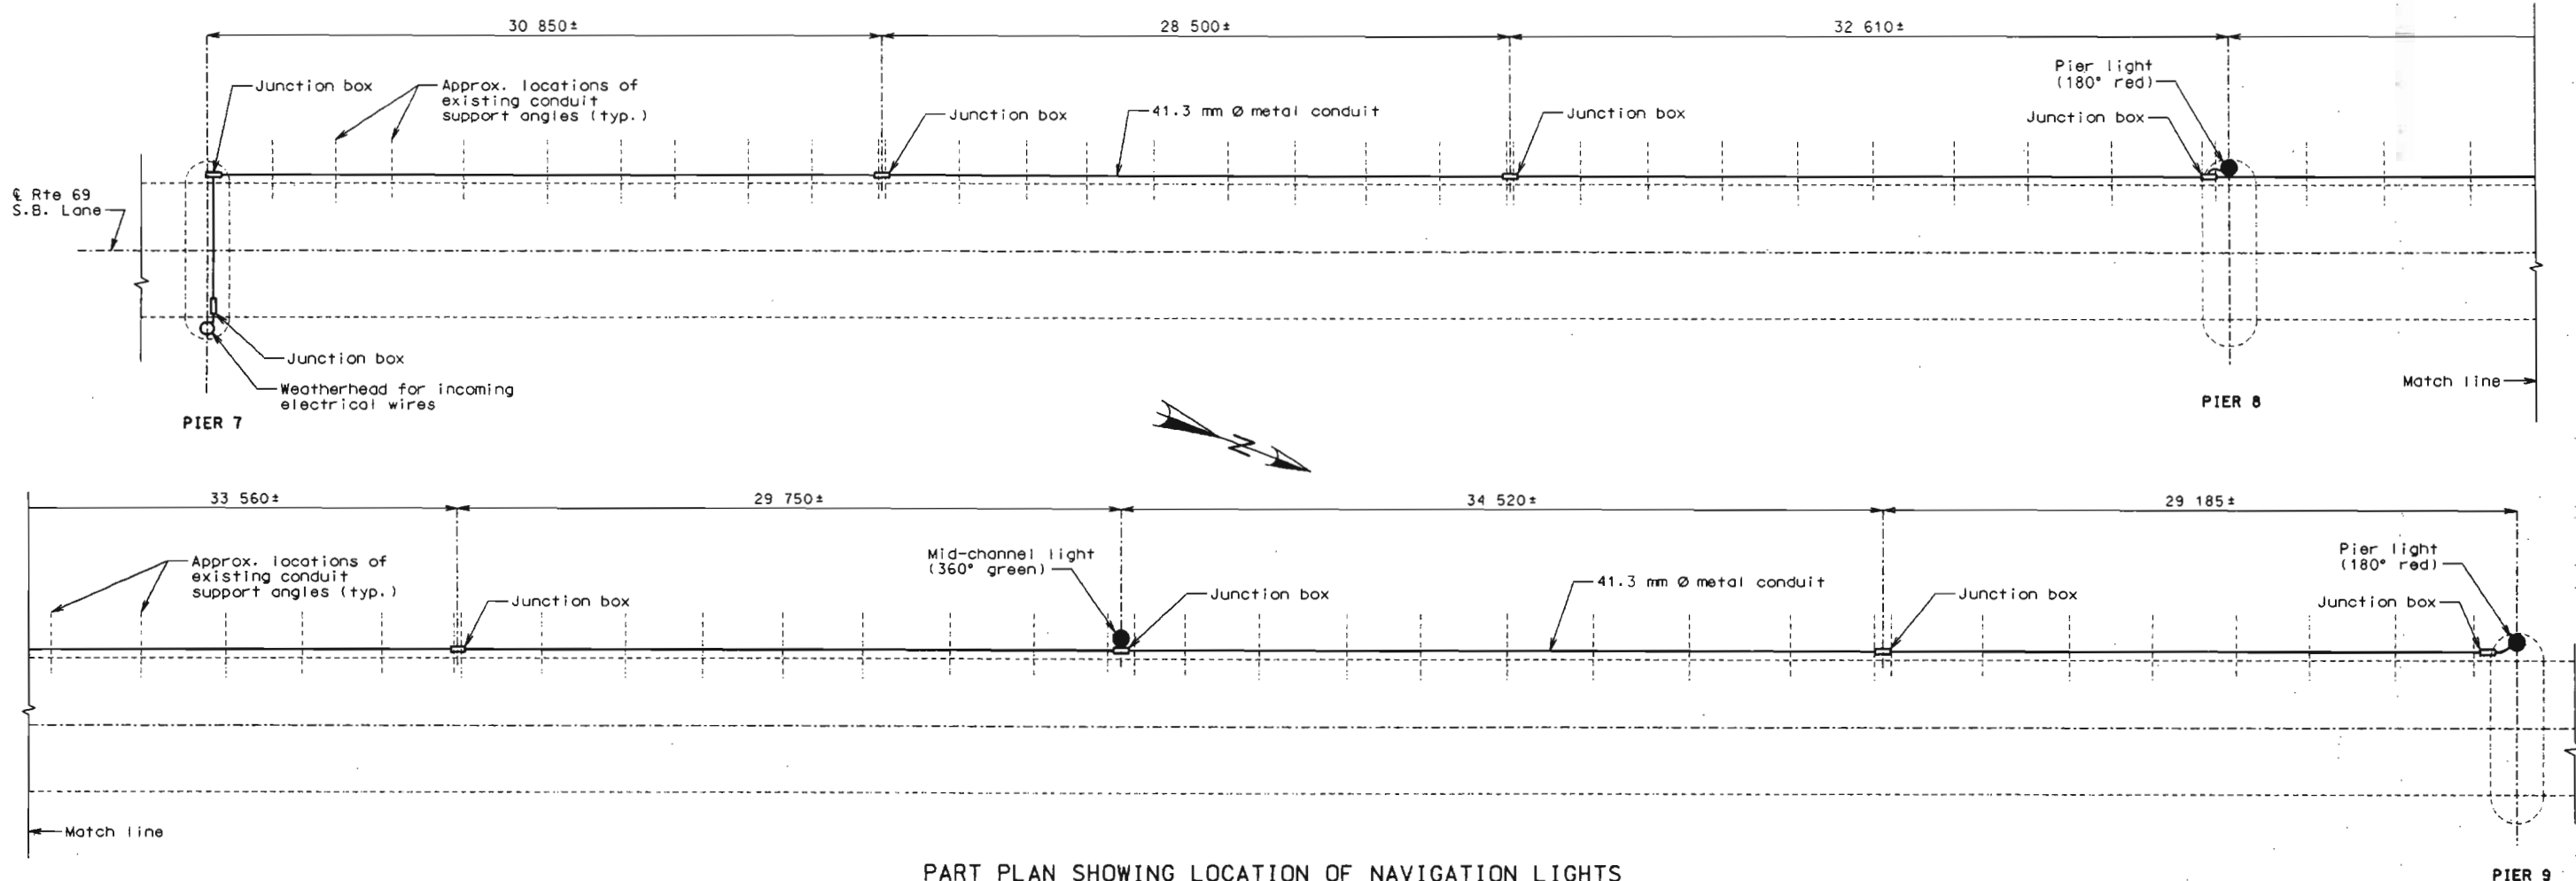 30 850±
28 500±
32 610±
Junction box
Approx. locations of
existing conduit
support angles (typ.)
Junction box
41.3 mm Ø metal conduit
Junction box
Pier light
(180° red)
Junction box
℄ Rte 69
S.B. Lane
Junction box
Weatherhead for incoming
electrical wires
PIER 7
Match line
PIER 8
N
33 560±
29 750±
34 520±
29 185±
Approx. locations of
existing conduit
support angles (typ.)
Junction box
Mid-channel light
(360° green)
Junction box
41.3 mm Ø metal conduit
Junction box
Pier light
(180° red)
Junction box
Match line
PART PLAN SHOWING LOCATION OF NAVIGATION LIGHTS
PIER 9